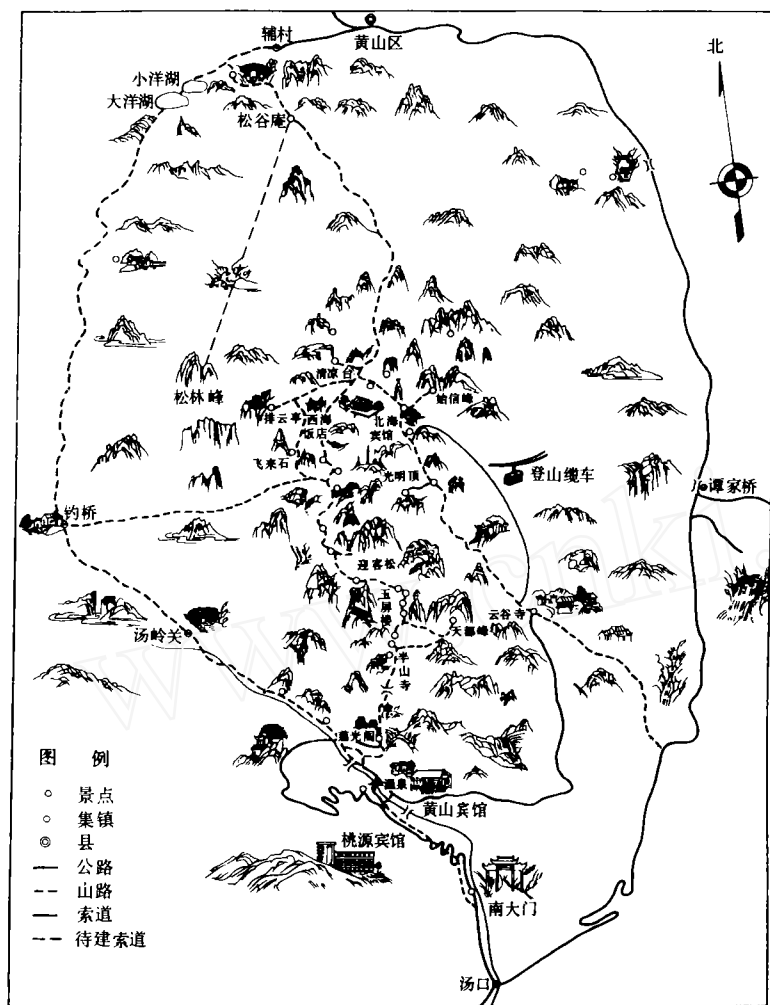 辅村
黄山区
北
小洋湖
大洋湖
松谷庵
松林峰
清凉台
排云亭
西海
饭店
北海
宾馆
始信峰
飞来石
光明顶
登山缆车
谭家桥
钓桥
迎客松
玉屏楼
云谷寺
天都峰
汤岭关
半山寺
慈光阁
温泉
黄山宾馆
桃源宾馆
南大门
汤口
图 例
景点
集镇
县
公路
山路
索道
待建索道
www.cnki.